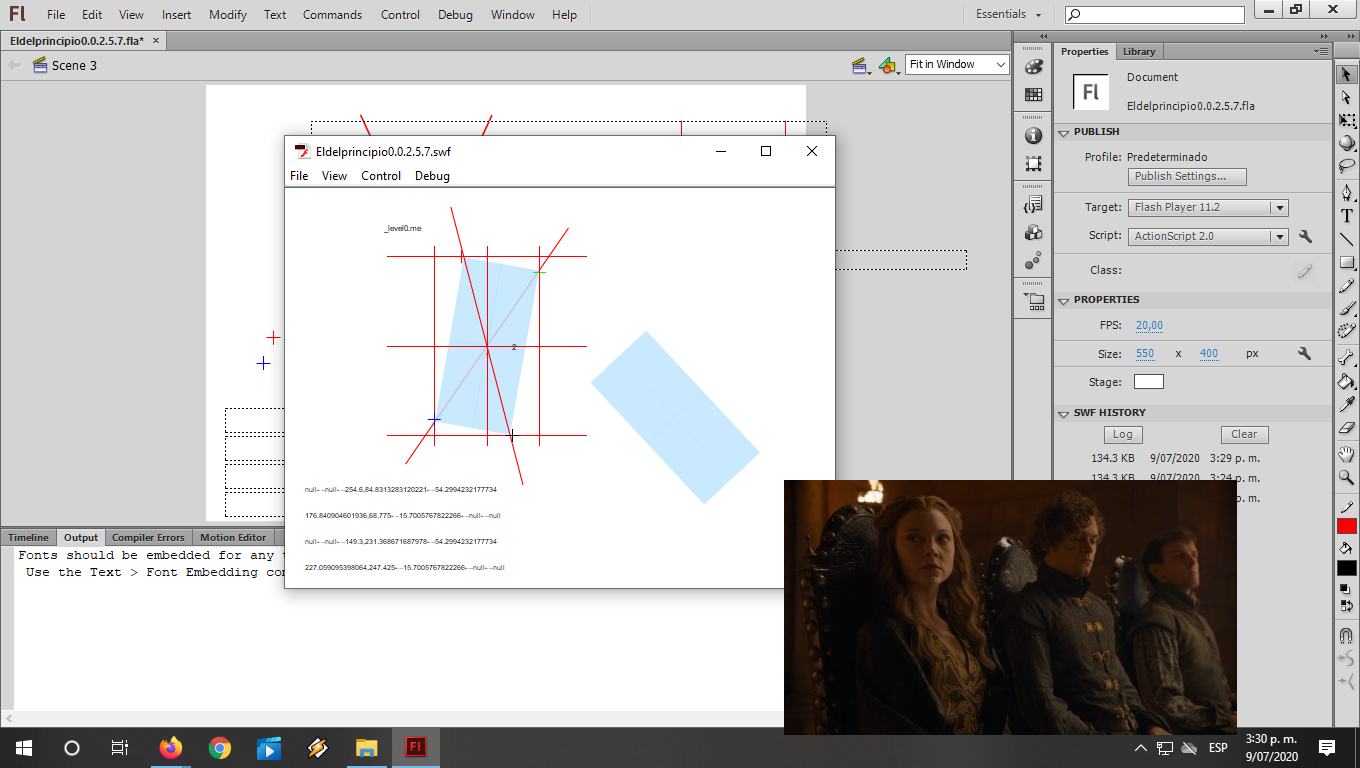 Fl File Edit View Insert Modify Text Commands Control Debug Window Help Essentials
Eldelprincipio0.0.2.5.7.fla*
Scene 3 Fit in Window
Eldelprincipio0.0.2.5.7.swf
File View Control Debug
_level0.me
2
null- --null- --254.6,84.8313283120221- --54.2994232177734
176.840904601936,68.775- --15.7005767822266- --null- --null
null- --null- --149.3,231.368671687978- --54.2994232177734
227.059095398064,247.425- --15.7005767822266- --null- --null
Timeline Output Compiler Errors Motion Editor
Fonts should be embedded for any t
Use the Text > Font Embedding con
Properties Library
Fl
Document
Eldelprincipio0.0.2.5.7.fla
PUBLISH
Profile: Predeterminado
Publish Settings...
Target: Flash Player 11.2
Script: ActionScript 2.0
Class:
PROPERTIES
FPS: 20,00
Size: 550 x 400 px
Stage:
SWF HISTORY
Log Clear
134.3 KB 9/07/2020 3:29 p. m.
134.3 KB 9/07/2020 3:24 p. m.
p. m.
T
Fl
ESP
3:30 p. m.
9/07/2020